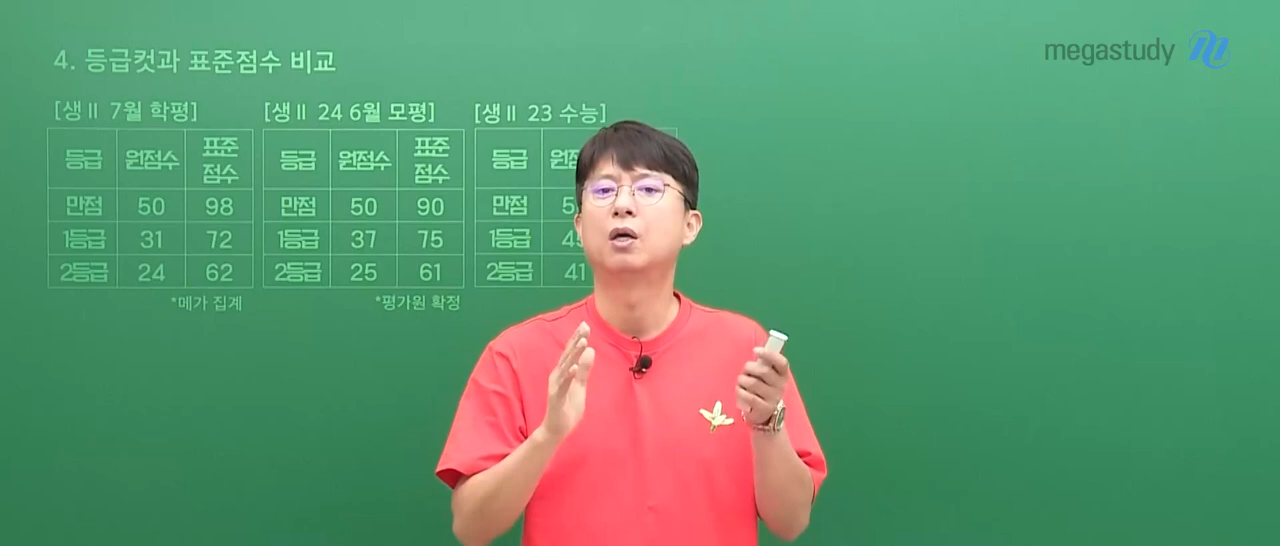 megastudy
4. 등급컷과 표준점수 비교
[생Ⅱ 7월 학평] [생Ⅱ 24 6월 모평] [생Ⅱ 23 수능]
등급 원점수 표준점수 등급 원점수 표준점수 등급
만점 50 98 만점 50 90 만점
1등급 31 72 1등급 37 75 1등급
2등급 24 62 2등급 25 61 2등급 41
*메가 집계 *평가원 확정